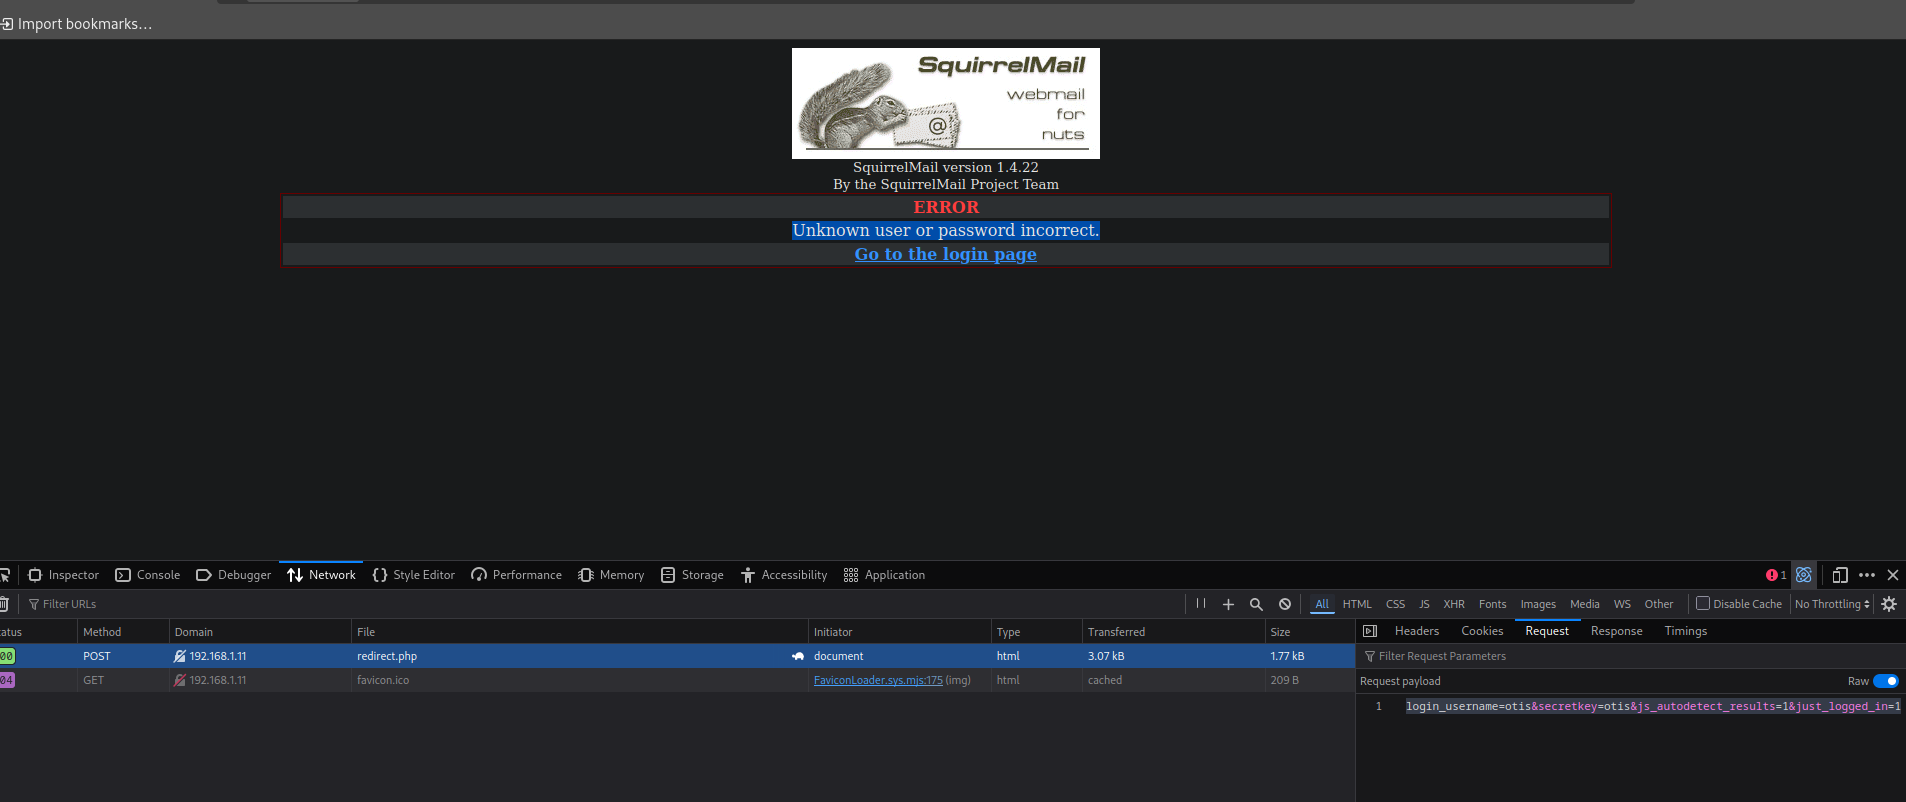 Import bookmarks...
SquirrelMail
webmail
for
nuts
@
SquirrelMail version 1.4.22
By the SquirrelMail Project Team
ERROR
Unknown user or password incorrect.
Go to the login page
Inspector Console Debugger Network Style Editor Performance Memory Storage Accessibility Application 1
Filter URLs All HTML CSS JS XHR Fonts Images Media WS Other Disable Cache No Throttling
atus Method Domain File Initiator Type Transferred Size Headers Cookies Request Response Timings
00 POST 192.168.1.11 redirect.php document html 3.07 kB 1.77 kB Filter Request Parameters
04 GET 192.168.1.11 favicon.ico FaviconLoader.sys.mjs:175 (img) html cached 209 B Request payload Raw
1 login_username=otis&secretkey=otis&js_autodetect_results=1&just_logged_in=1